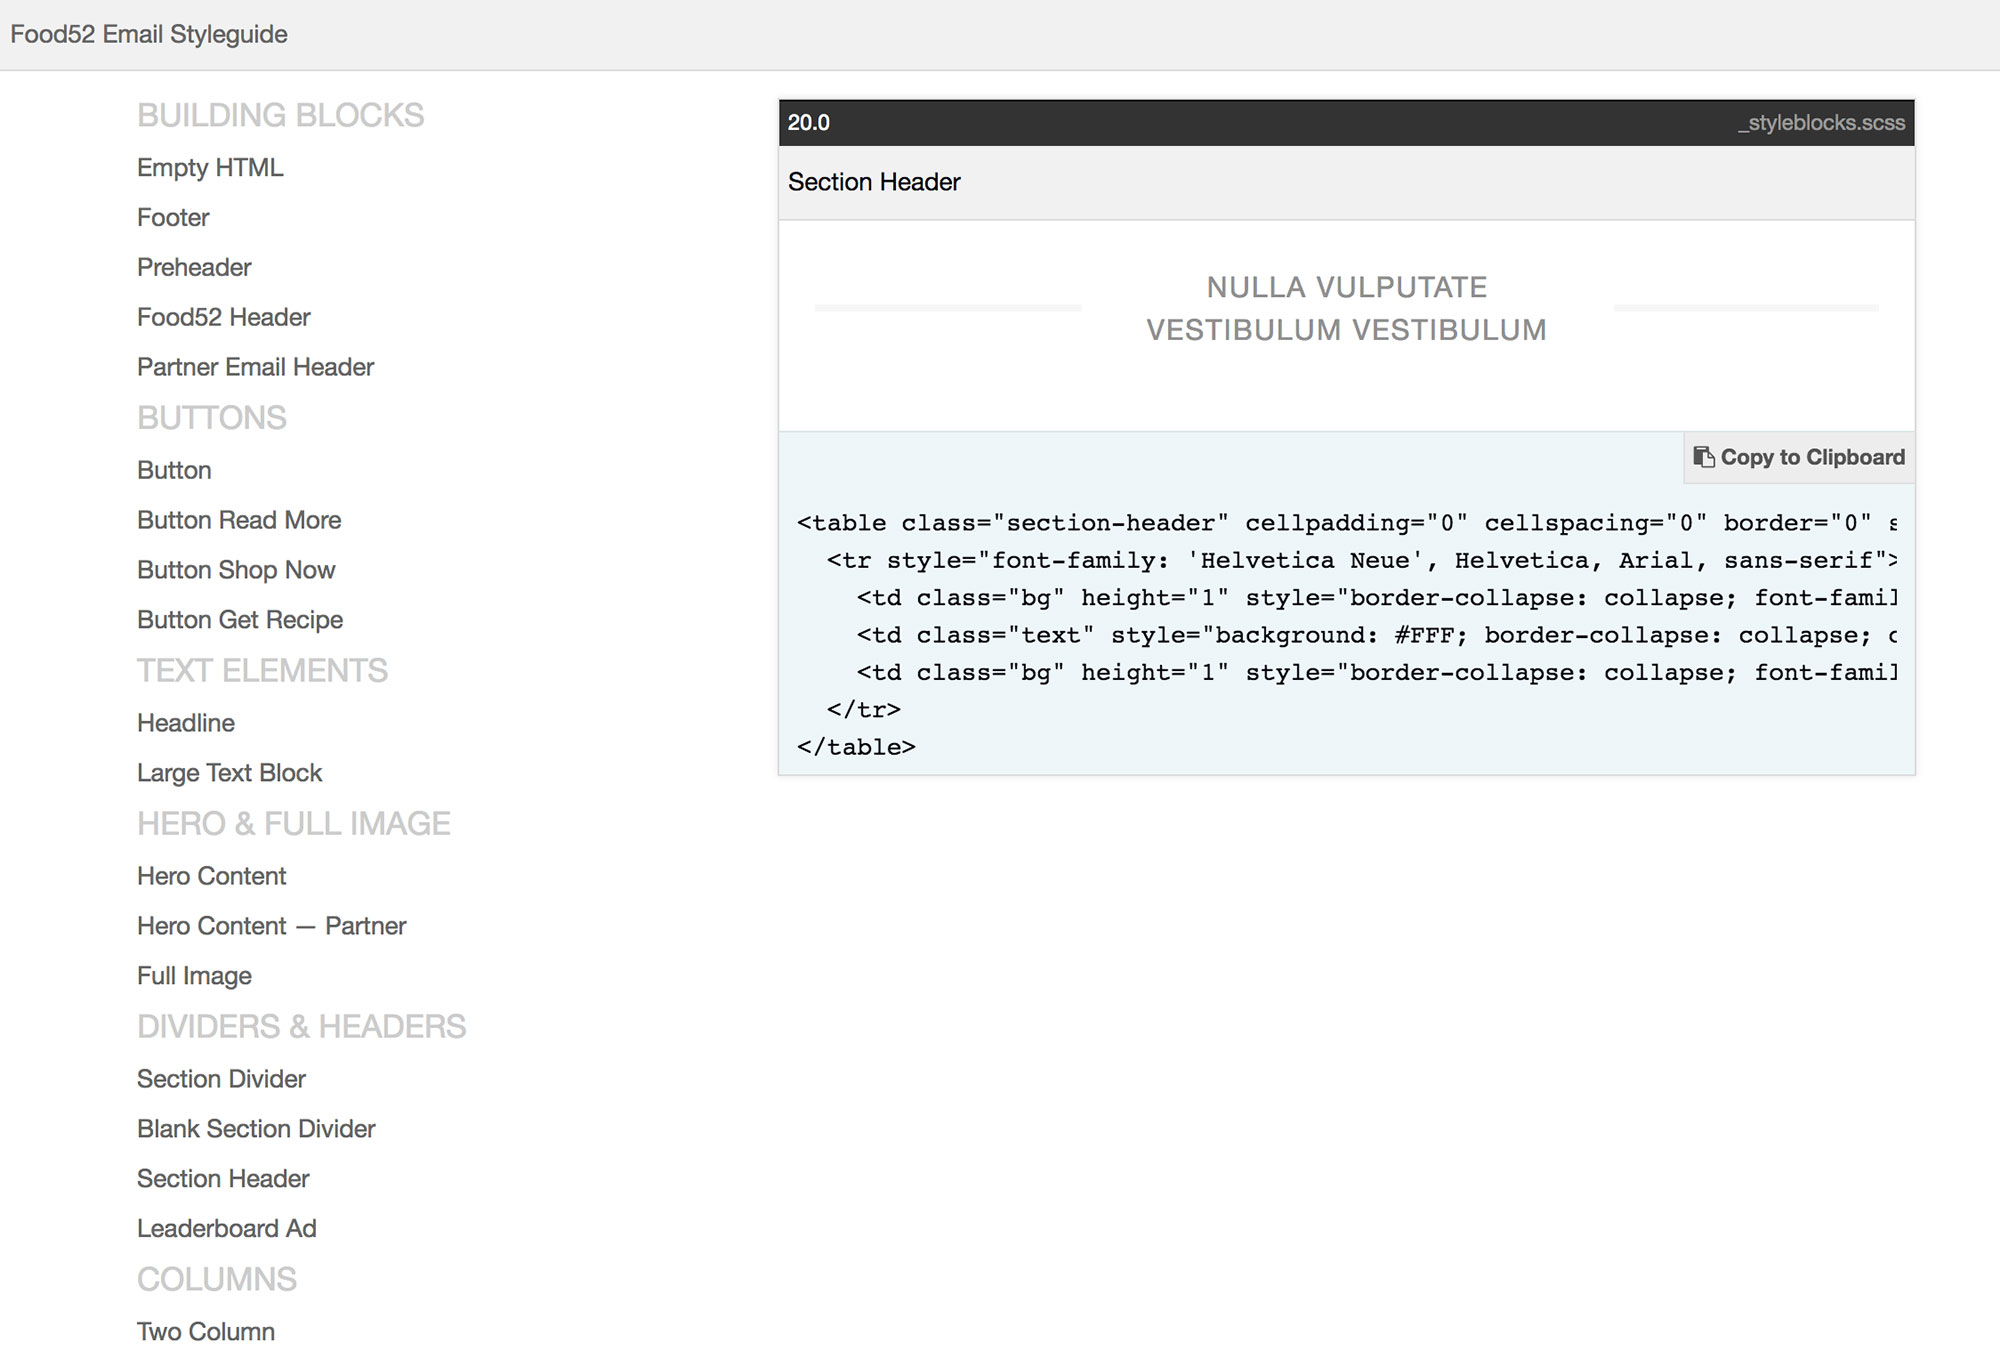 Food52 Email Styleguide
BUILDING BLOCKS
Empty HTML
Footer
Preheader
Food52 Header
Partner Email Header
BUTTONS
Button
Button Read More
Button Shop Now
Button Get Recipe
TEXT ELEMENTS
Headline
Large Text Block
HERO & FULL IMAGE
Hero Content
Hero Content — Partner
Full Image
DIVIDERS & HEADERS
Section Divider
Blank Section Divider
Section Header
Leaderboard Ad
COLUMNS
Two Column
20.0 _styleblocks.scss
Section Header
NULLA VULPUTATE
VESTIBULUM VESTIBULUM
Copy to Clipboard
<table class="section-header" cellpadding="0" cellspacing="0" border="0" s
<tr style="font-family: 'Helvetica Neue', Helvetica, Arial, sans-serif">
<td class="bg" height="1" style="border-collapse: collapse; font-famil
<td class="text" style="background: #FFF; border-collapse: collapse; c
<td class="bg" height="1" style="border-collapse: collapse; font-famil
</tr>
</table>